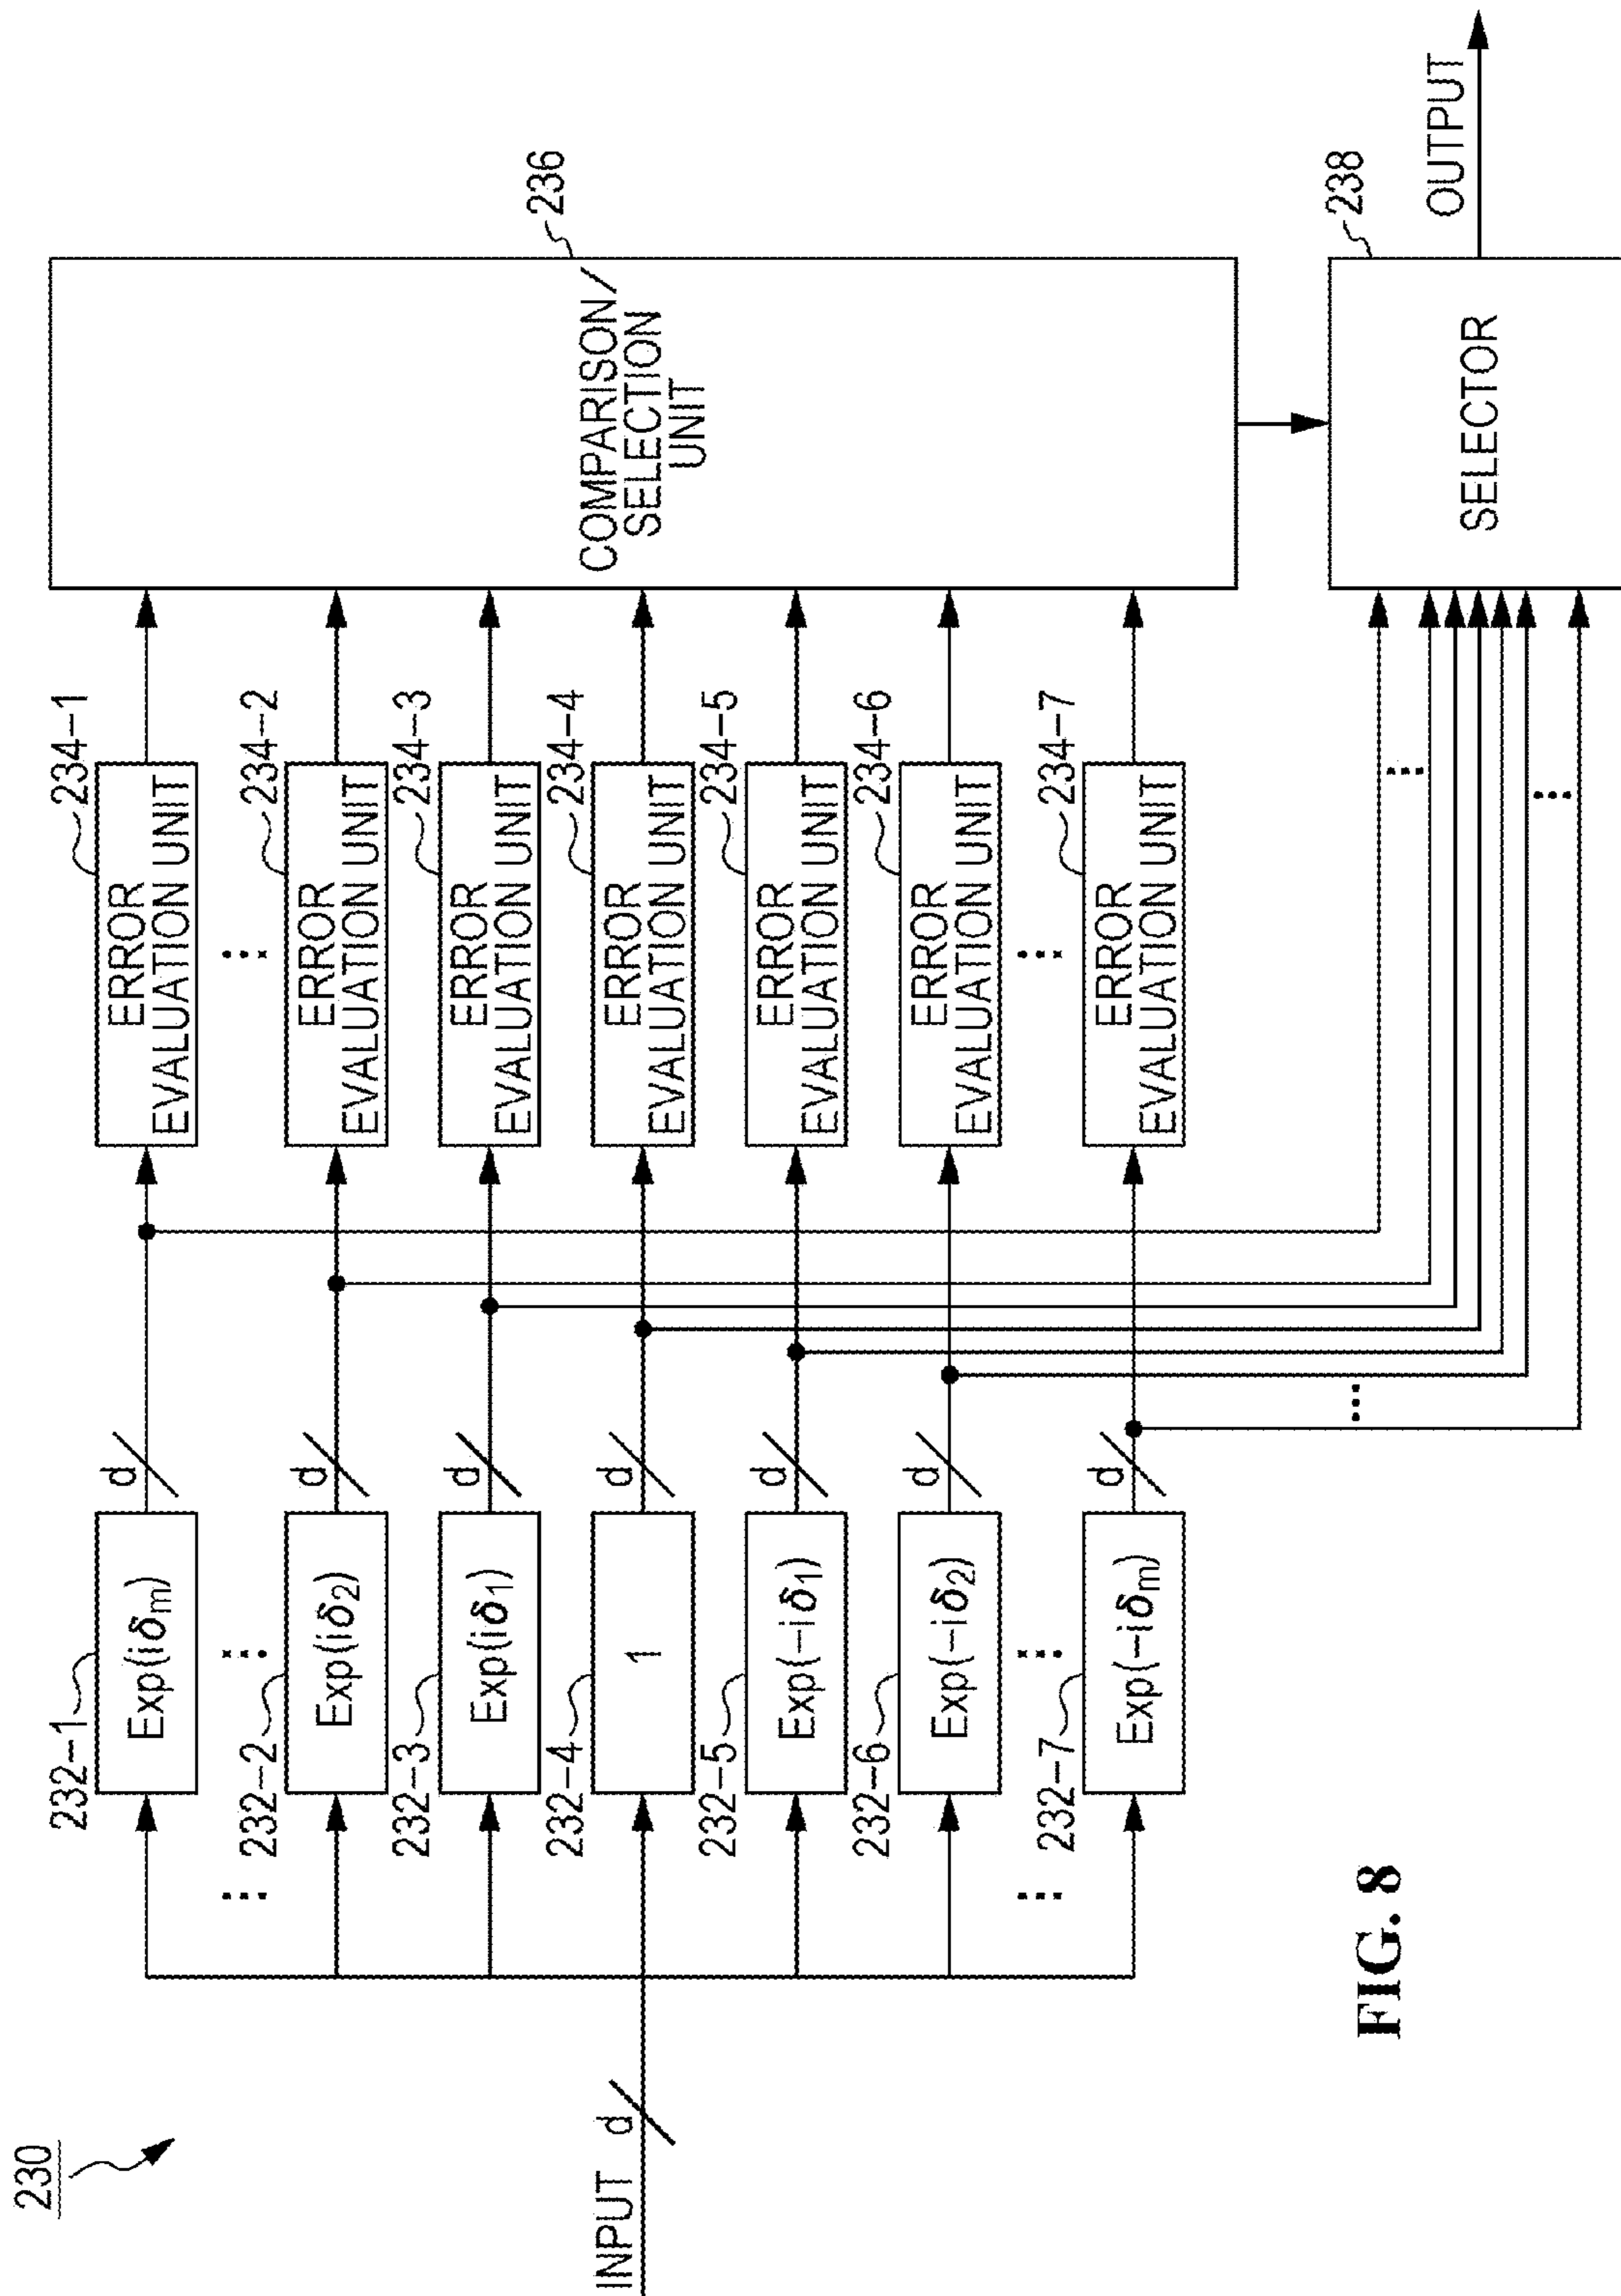 230
INPUT d
232-1
Exp(iδm)
d
234-1
ERROR
EVALUATION UNIT
232-2
Exp(iδ2)
d
234-2
ERROR
EVALUATION UNIT
232-3
Exp(iδ1)
d
234-3
ERROR
EVALUATION UNIT
232-4
1
d
234-4
ERROR
EVALUATION UNIT
232-5
Exp(-iδ1)
d
234-5
ERROR
EVALUATION UNIT
232-6
Exp(-iδ2)
d
234-6
ERROR
EVALUATION UNIT
232-7
Exp(-iδm)
d
234-7
ERROR
EVALUATION UNIT
236
COMPARISON/
SELECTION
UNIT
238
SELECTOR
OUTPUT
FIG. 8